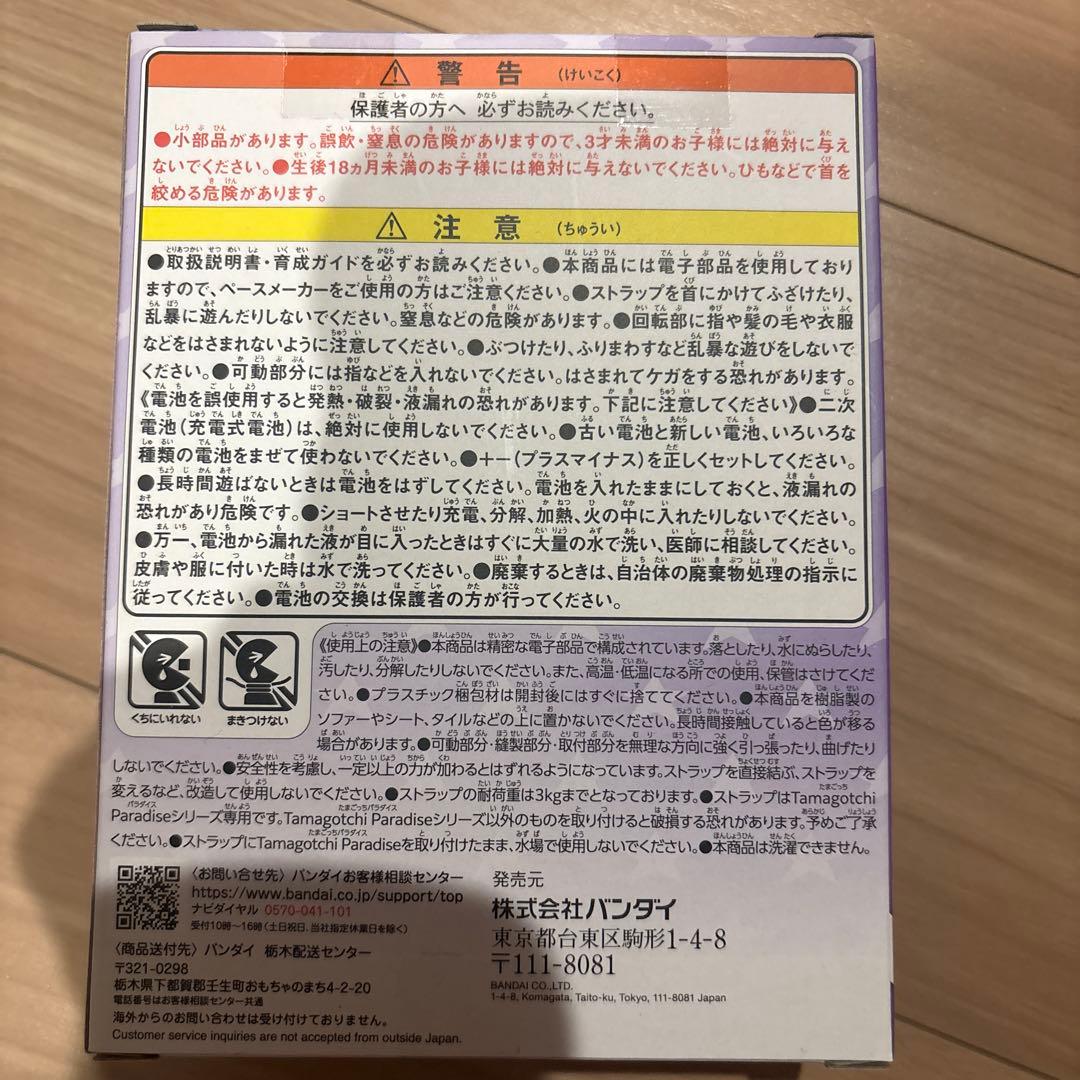 警告 (けいこく)
保護者の方へ 必ずお読みください。
●小部品があります。誤飲・窒息の危険がありますので、3才未満のお子様には絶対に与え
ないでください。●生後18ヵ月未満のお子様には絶対に与えないでください。ひもなどで首を
絞める危険があります。
注意 (ちゅうい)
●取扱説明書・育成ガイドを必ずお読みください。●本商品には電子部品を使用しており
ますので、ペースメーカーをご使用の方はご注意ください。●ストラップを首にかけてふざけたり、
乱暴に遊んだりしないでください。窒息などの危険があります。●回転部に指や髪の毛や衣服
などをはさまれないように注意してください。●ぶつけたり、ふりまわすなど乱暴な遊びをしないで
ください。●可動部分には指などを入れないでください。はさまれてケガをする恐れがあります。
《電池を誤使用すると発熱・破裂・液漏れの恐れがあります。下記に注意してください》●二次
電池(充電式電池)は、絶対に使用しないでください。●古い電池と新しい電池、いろいろな
種類の電池をまぜて使わないでください。●+−(プラスマイナス)を正しくセットしてください。
●長時間遊ばないときは電池をはずしてください。電池を入れたままにしておくと、液漏れの
恐れがあり危険です。●ショートさせたり充電、分解、加熱、火の中に入れたりしないでください。
●万一、電池から漏れた液が目に入ったときはすぐに大量の水で洗い、医師に相談してください。
皮膚や服に付いた時は水で洗ってください。●廃棄するときは、自治体の廃棄物処理の指示に
従ってください。●電池の交換は保護者の方が行ってください。
くちにいれない
まきつけない
《使用上の注意》●本商品は精密な電子部品で構成されています。落としたり、水にぬらしたり、
汚したり、分解したりしないでください。また、高温・低温になる所での使用、保管はさけてくだ
さい。●プラスチック梱包材は開封後にはすぐに捨ててください。●本商品を樹脂製の
ソファーやシート、タイルなどの上に置かないでください。長時間接触していると色が移る
場合があります。●可動部分・縫製部分・取付部分を無理な方向に強く引っ張ったり、曲げたり
しないでください。●安全性を考慮し、一定以上の力が加わるとはずれるようになっています。ストラップを直接結ぶ、ストラップを
変えるなど、改造して使用しないでください。●ストラップの耐荷重は3kgまでとなっております。●ストラップはTamagotchi
Paradiseシリーズ専用です。Tamagotchi Paradiseシリーズ以外のものを取り付けると破損する恐れがあります。予めご了承
ください。●ストラップにTamagotchi Paradiseを取り付けたまま、水場で使用しないでください。●本商品は洗濯できません。
〈お問い合せ先〉バンダイお客様相談センター
https://www.bandai.co.jp/support/top
ナビダイヤル 0570-041-101
受付10時〜16時(土日祝日、当社指定休業日を除く)
〈商品送付先〉バンダイ 栃木配送センター
〒321-0298
栃木県下都賀郡壬生町おもちゃのまち4-2-20
電話番号はお客様相談センター共通
海外からのお問い合わせは受け付けておりません。
Customer service inquiries are not accepted from outside Japan.
発売元
株式会社バンダイ
東京都台東区駒形1-4-8
〒111-8081
BANDAI CO.,LTD.
1-4-8, Komagata, Taito-ku, Tokyo, 111-8081 Japan